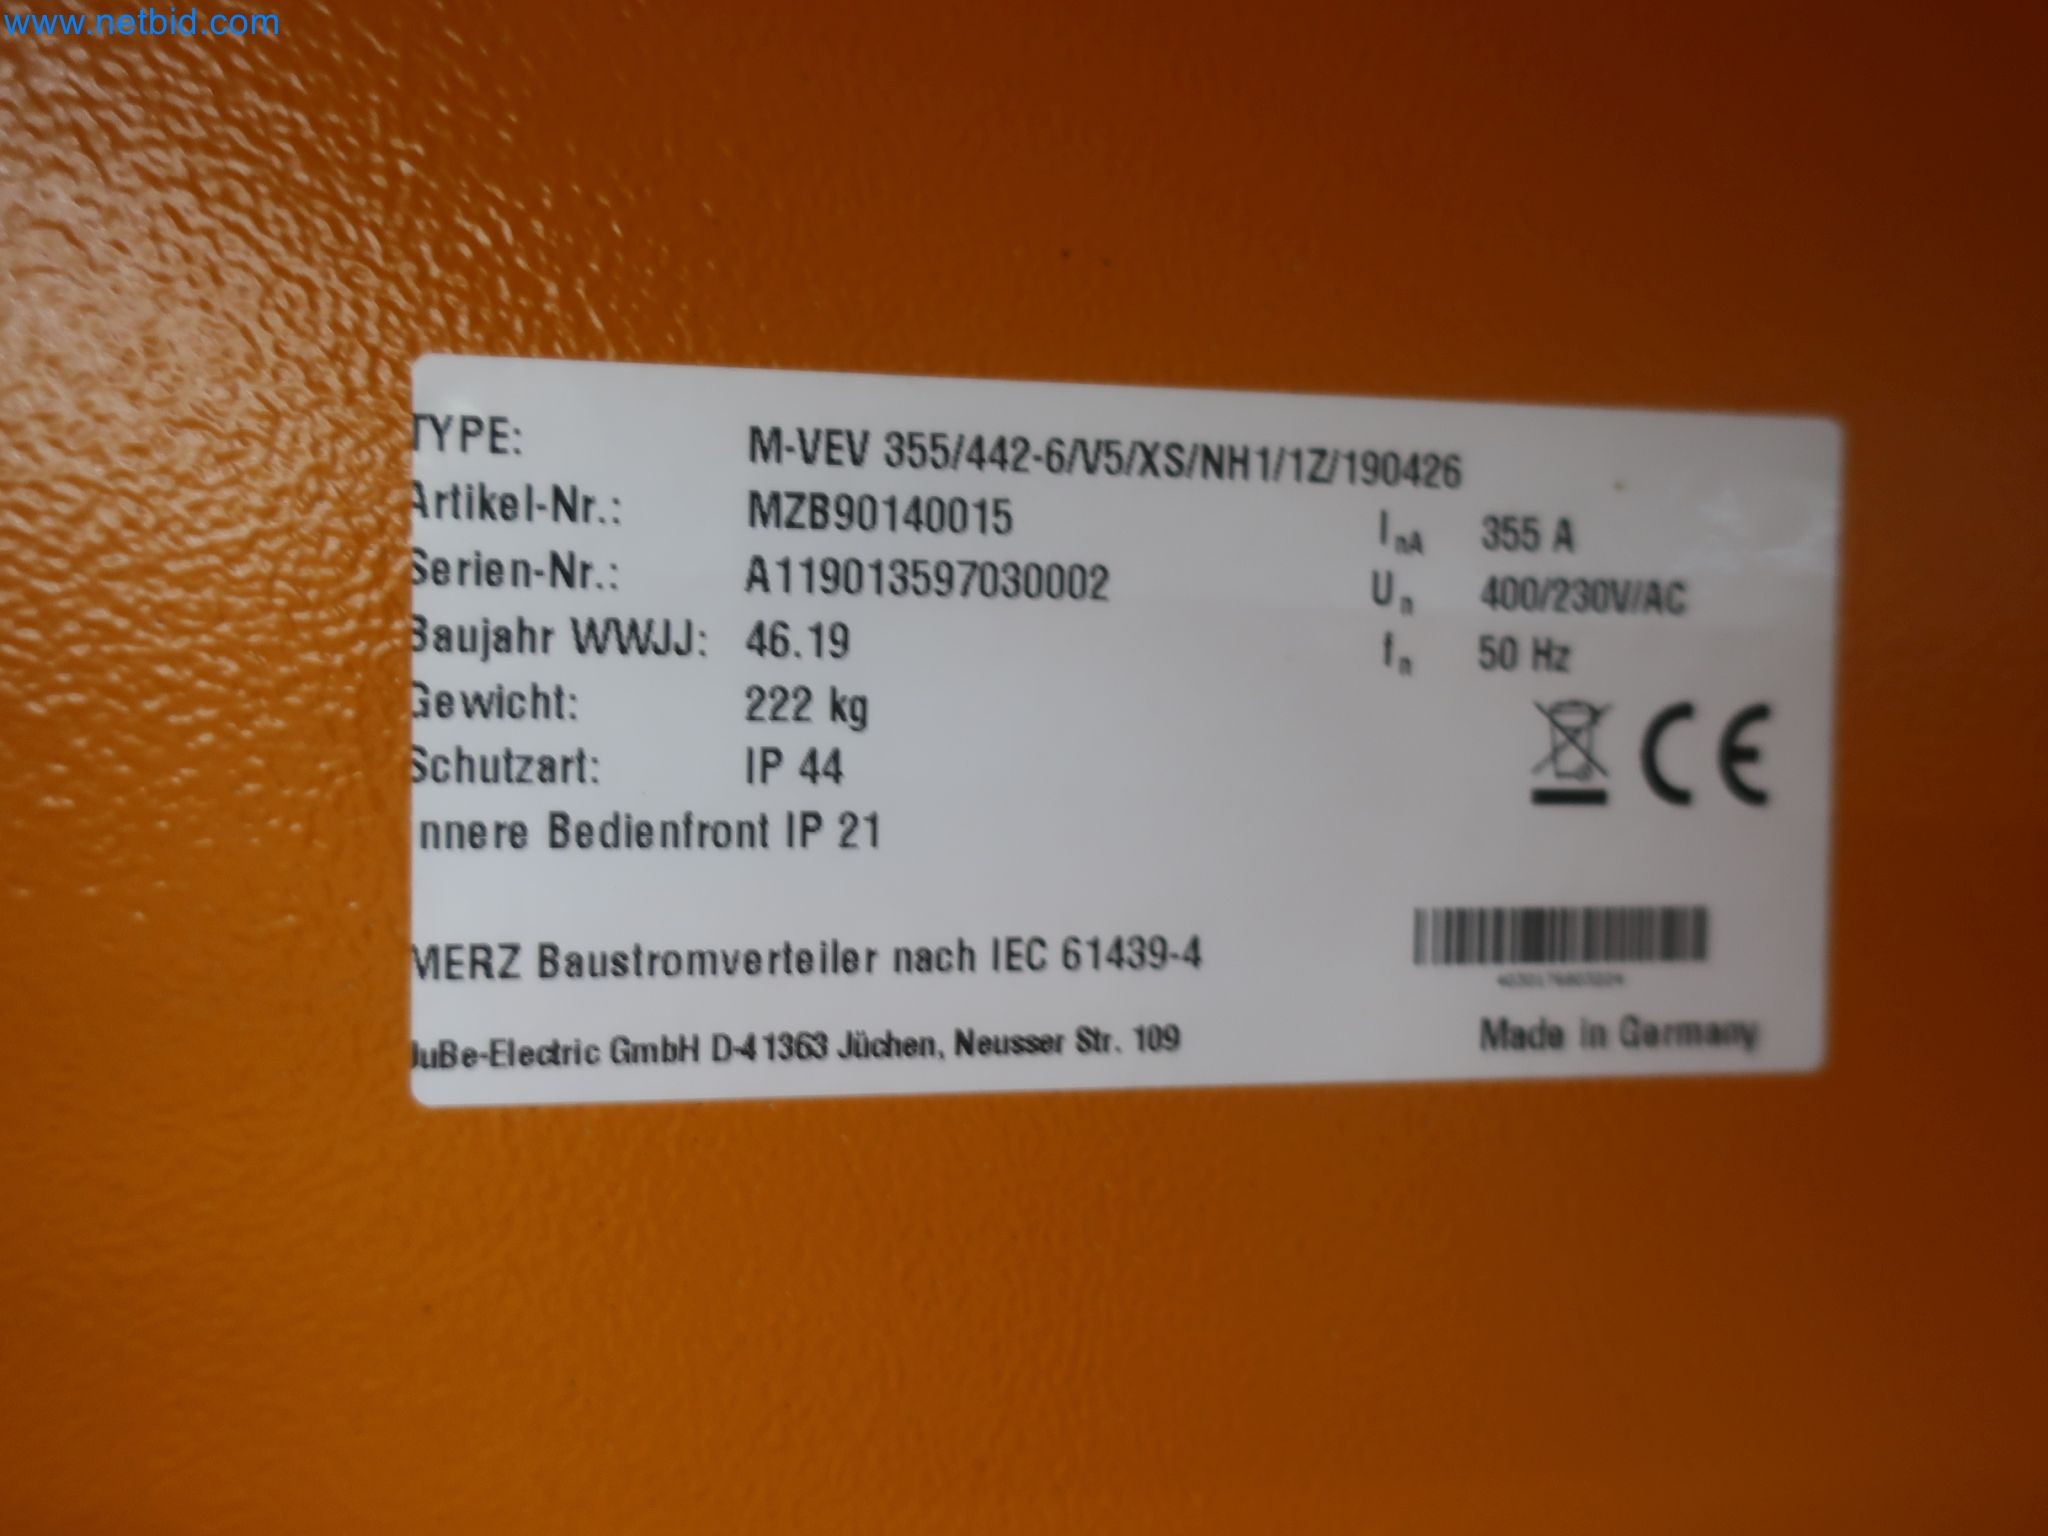 www.netbid.com
TYPE: M-VEV 355/442-6/V5/XS/NH1/1Z/190426
Artikel-Nr.: MZB90140015
InA 355 A
Serien-Nr.: A119013597030002
Un 400/230V/AC
Baujahr WWJJ: 46.19
fn 50 Hz
Gewicht: 222 kg
Schutzart: IP 44
CE
Innere Bedienfront IP 21
MERZ Baustromverteiler nach IEC 61439-4
JuBe-Electric GmbH D-41363 Jüchen, Neusser Str. 109
Made in Germany